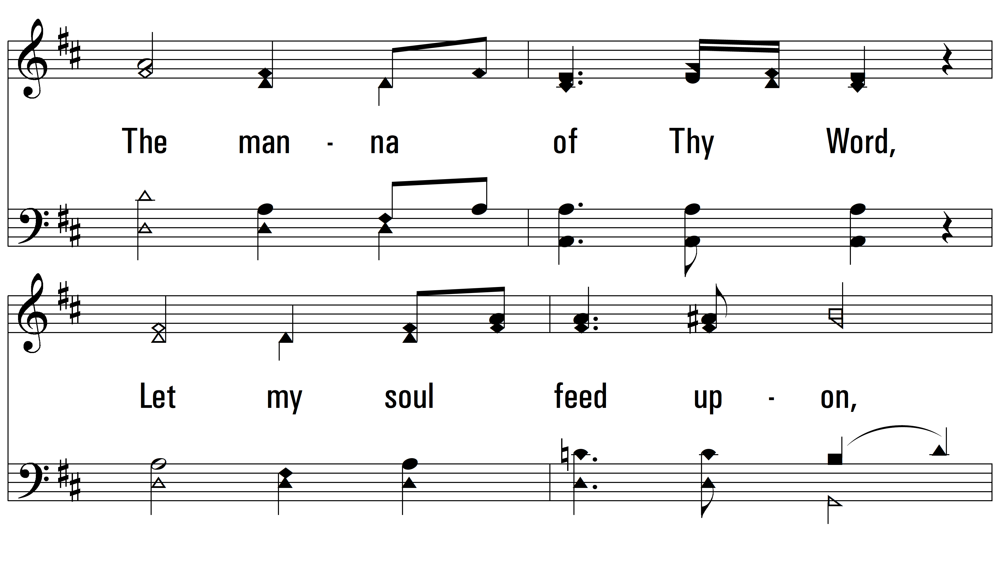 The man - na of Thy Word,
Let my soul feed up - on,